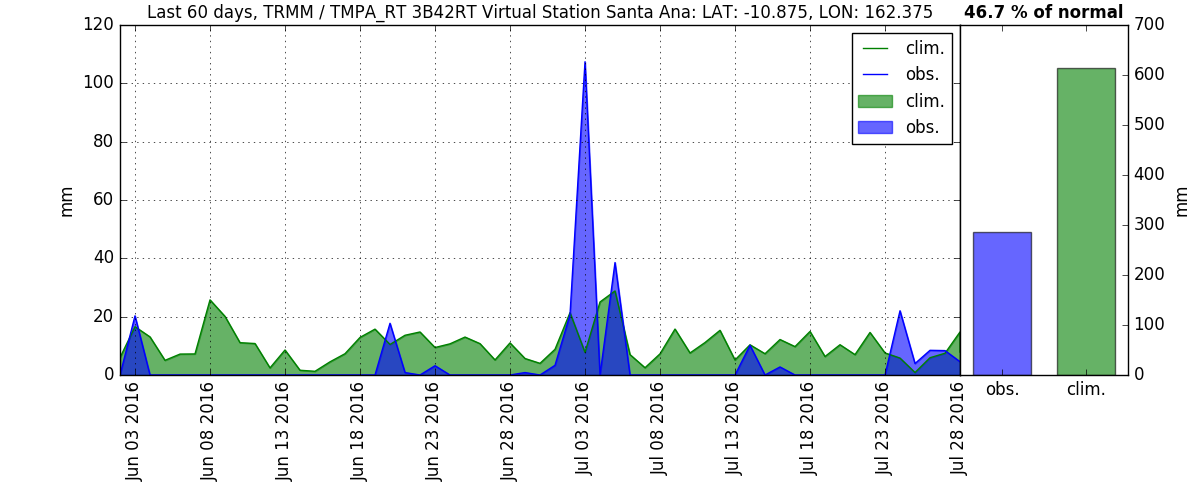 Last 60 days, TRMM / TMPA_RT 3B42RT Virtual Station Santa Ana: LAT: -10.875, LON: 162.375
46.7 % of normal
120
100
80
60
40
20
0
mm
clim.
obs.
clim.
obs.
Jun 03 2016
Jun 08 2016
Jun 13 2016
Jun 18 2016
Jun 23 2016
Jun 28 2016
Jul 03 2016
Jul 08 2016
Jul 13 2016
Jul 18 2016
Jul 23 2016
Jul 28 2016
700
600
500
400
300
200
100
0
mm
obs.
clim.